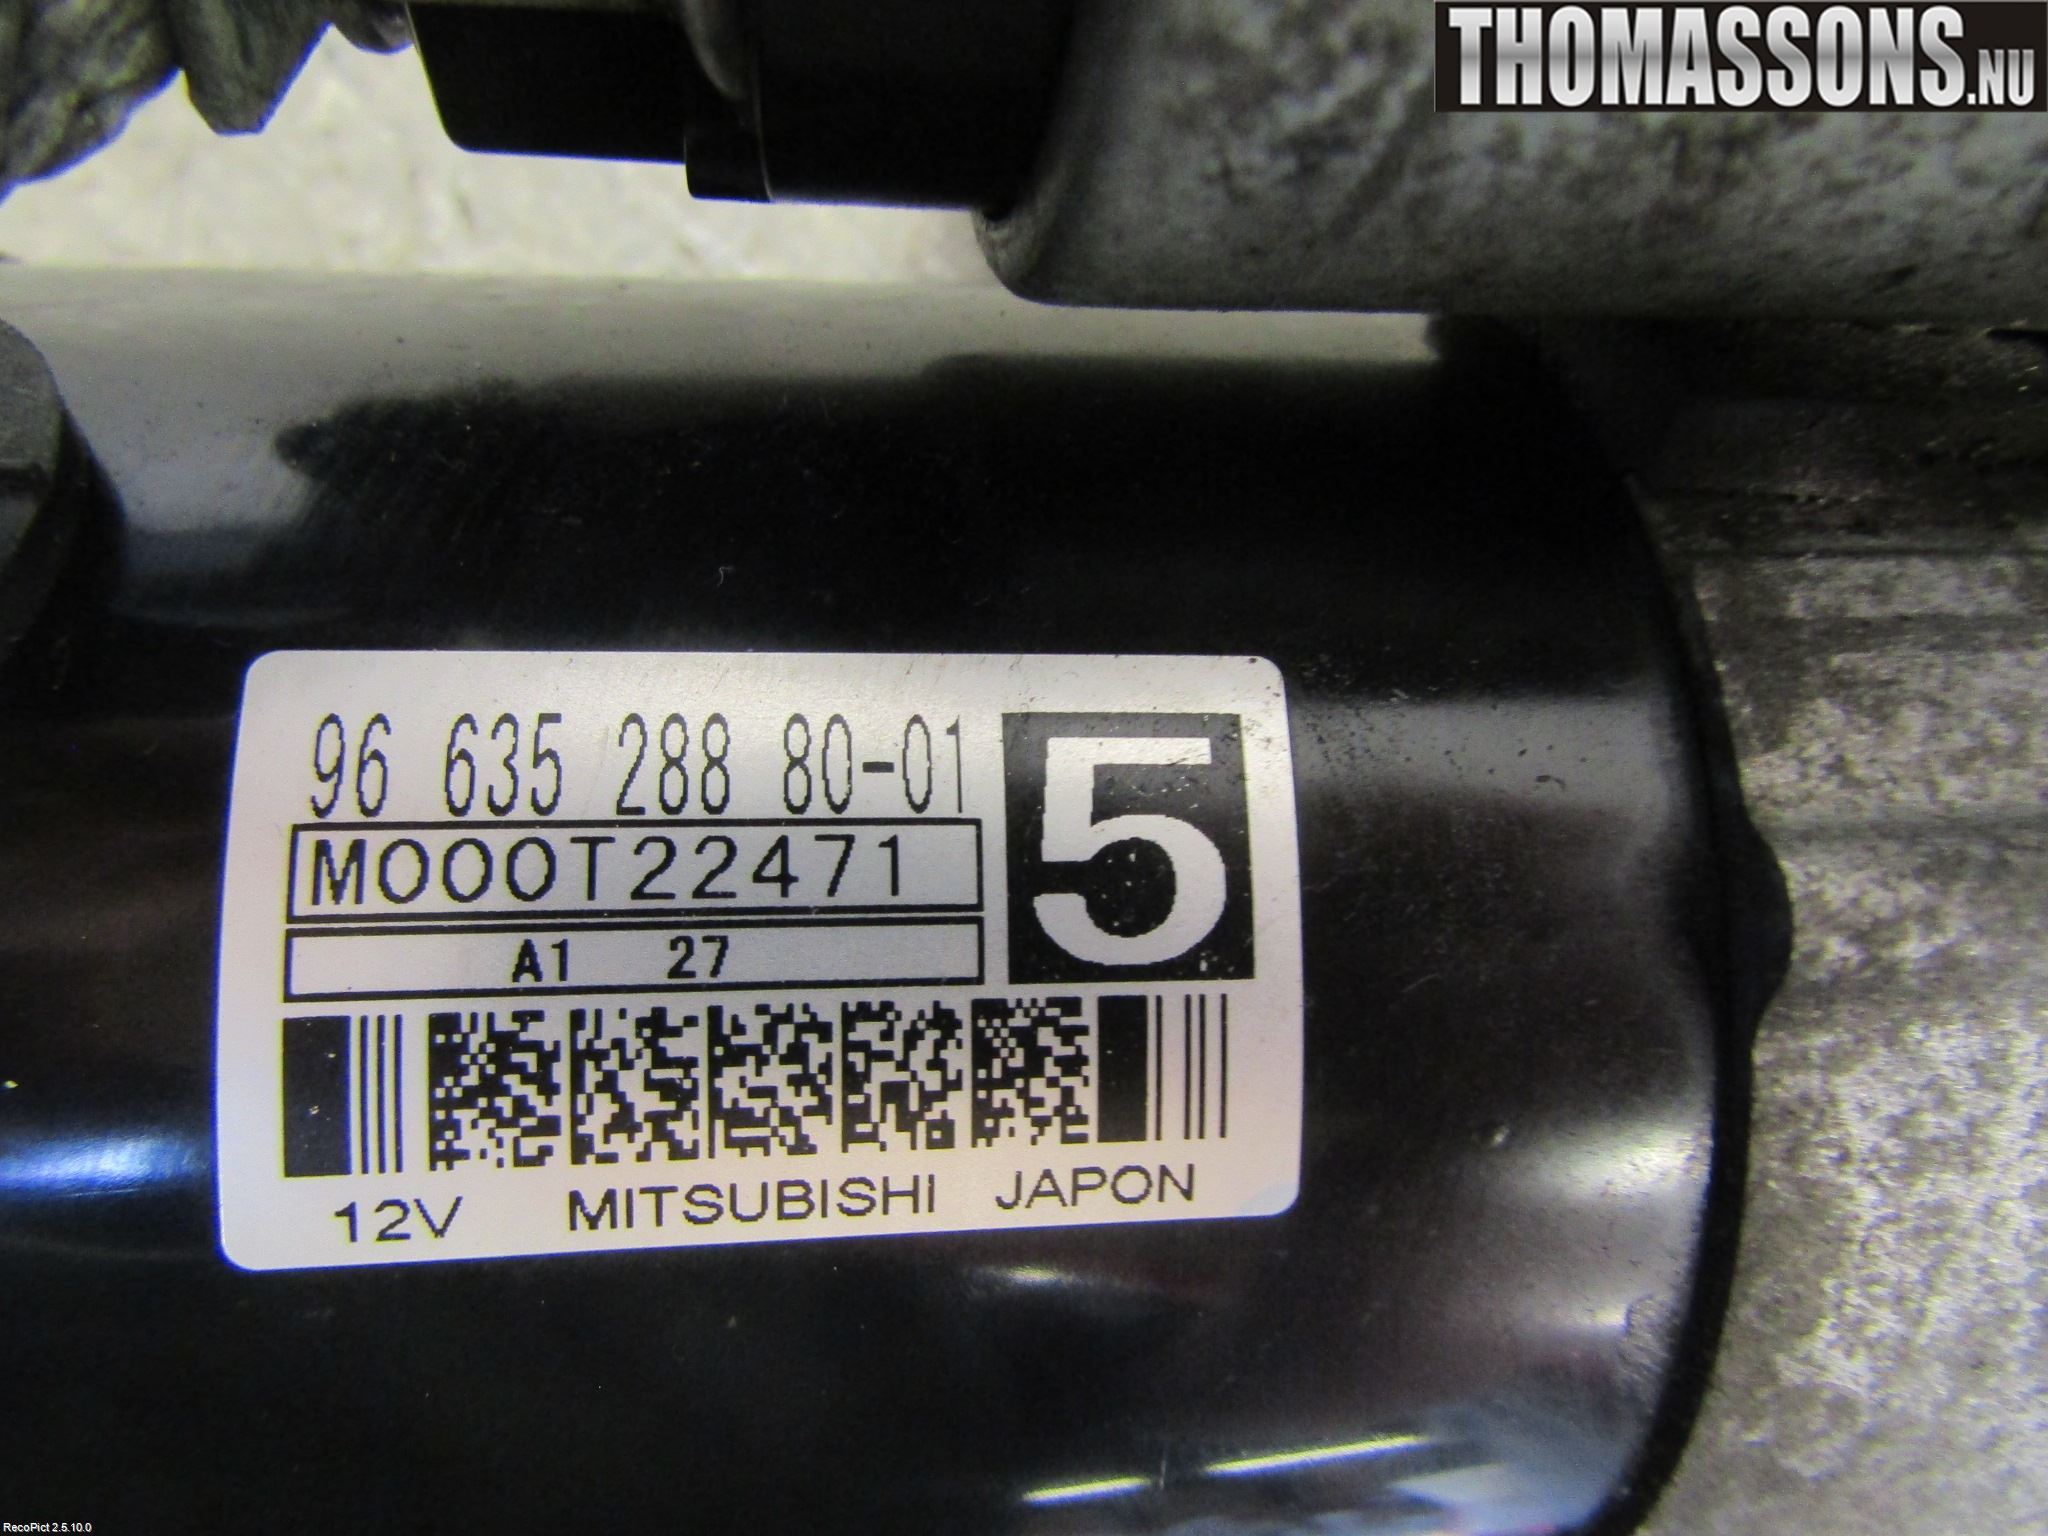 THOMASSONS.NU
96 635 288 80-01
5
M000T22471
A1 27
12V MITSUBISHI JAPON
RecoPict 2.5.10.0